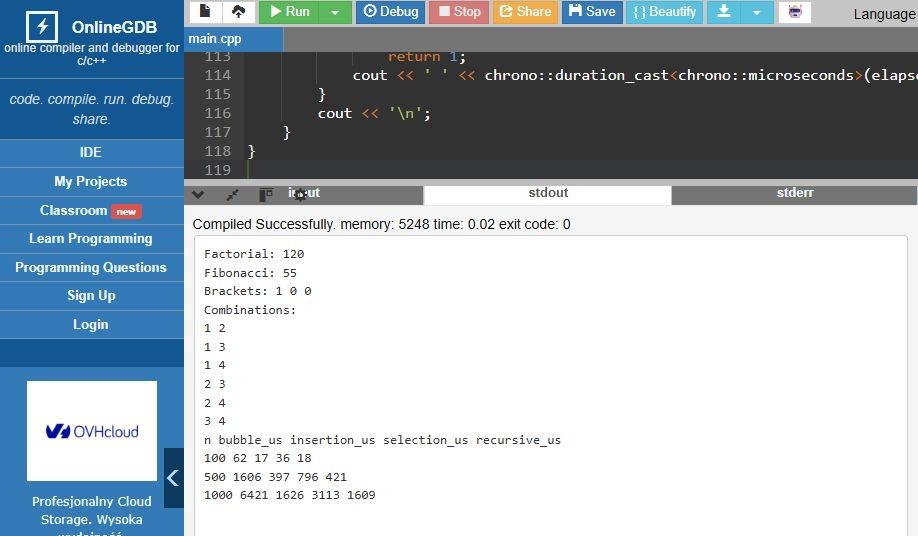 OnlineGDB
online compiler and debugger for
c/c++
code. compile. run. debug.
share.
IDE
My Projects
Classroom new
Learn Programming
Programming Questions
Sign Up
Login
OVHcloud
Profesjonalny Cloud
Storage. Wysoka
Run Debug Stop Share Save { } Beautify Language
main.cpp
113 return 1;
114 cout << ' ' << chrono::duration_cast<chrono::microseconds>(elaps
115 }
116 cout << '\n';
117 }
118 }
119
input stdout stderr
Compiled Successfully. memory: 5248 time: 0.02 exit code: 0
Factorial: 120
Fibonacci: 55
Brackets: 1 0 0
Combinations:
1 2
1 3
1 4
2 3
2 4
3 4
n bubble_us insertion_us selection_us recursive_us
100 62 17 36 18
500 1606 397 796 421
1000 6421 1626 3113 1609